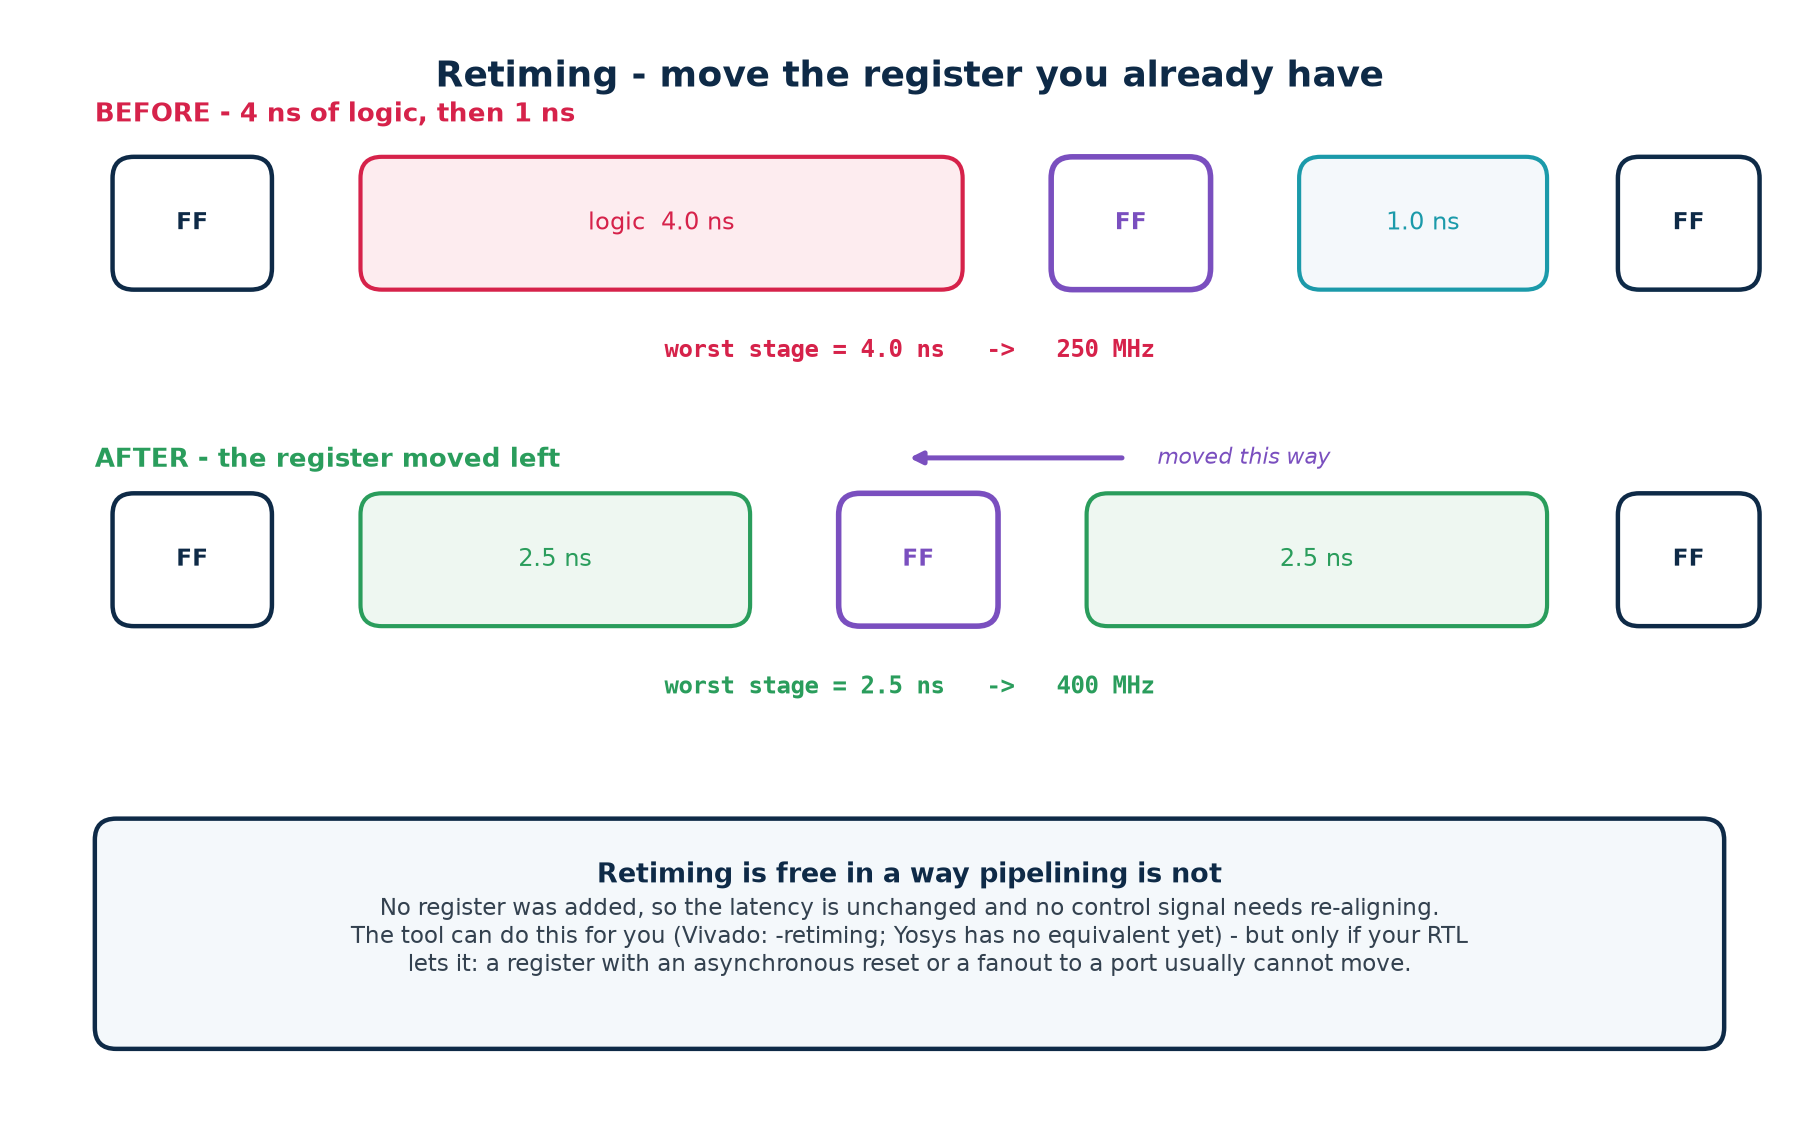 Retiming - move the register you already have
BEFORE - 4 ns of logic, then 1 ns
FF
logic  4.0 ns
FF
1.0 ns
FF
worst stage = 4.0 ns   ->   250 MHz
AFTER - the register moved left
moved this way
FF
2.5 ns
FF
2.5 ns
FF
worst stage = 2.5 ns   ->   400 MHz
Retiming is free in a way pipelining is not
No register was added, so the latency is unchanged and no control signal needs re-aligning.
The tool can do this for you (Vivado: -retiming; Yosys has no equivalent yet) - but only if your RTL
lets it: a register with an asynchronous reset or a fanout to a port usually cannot move.